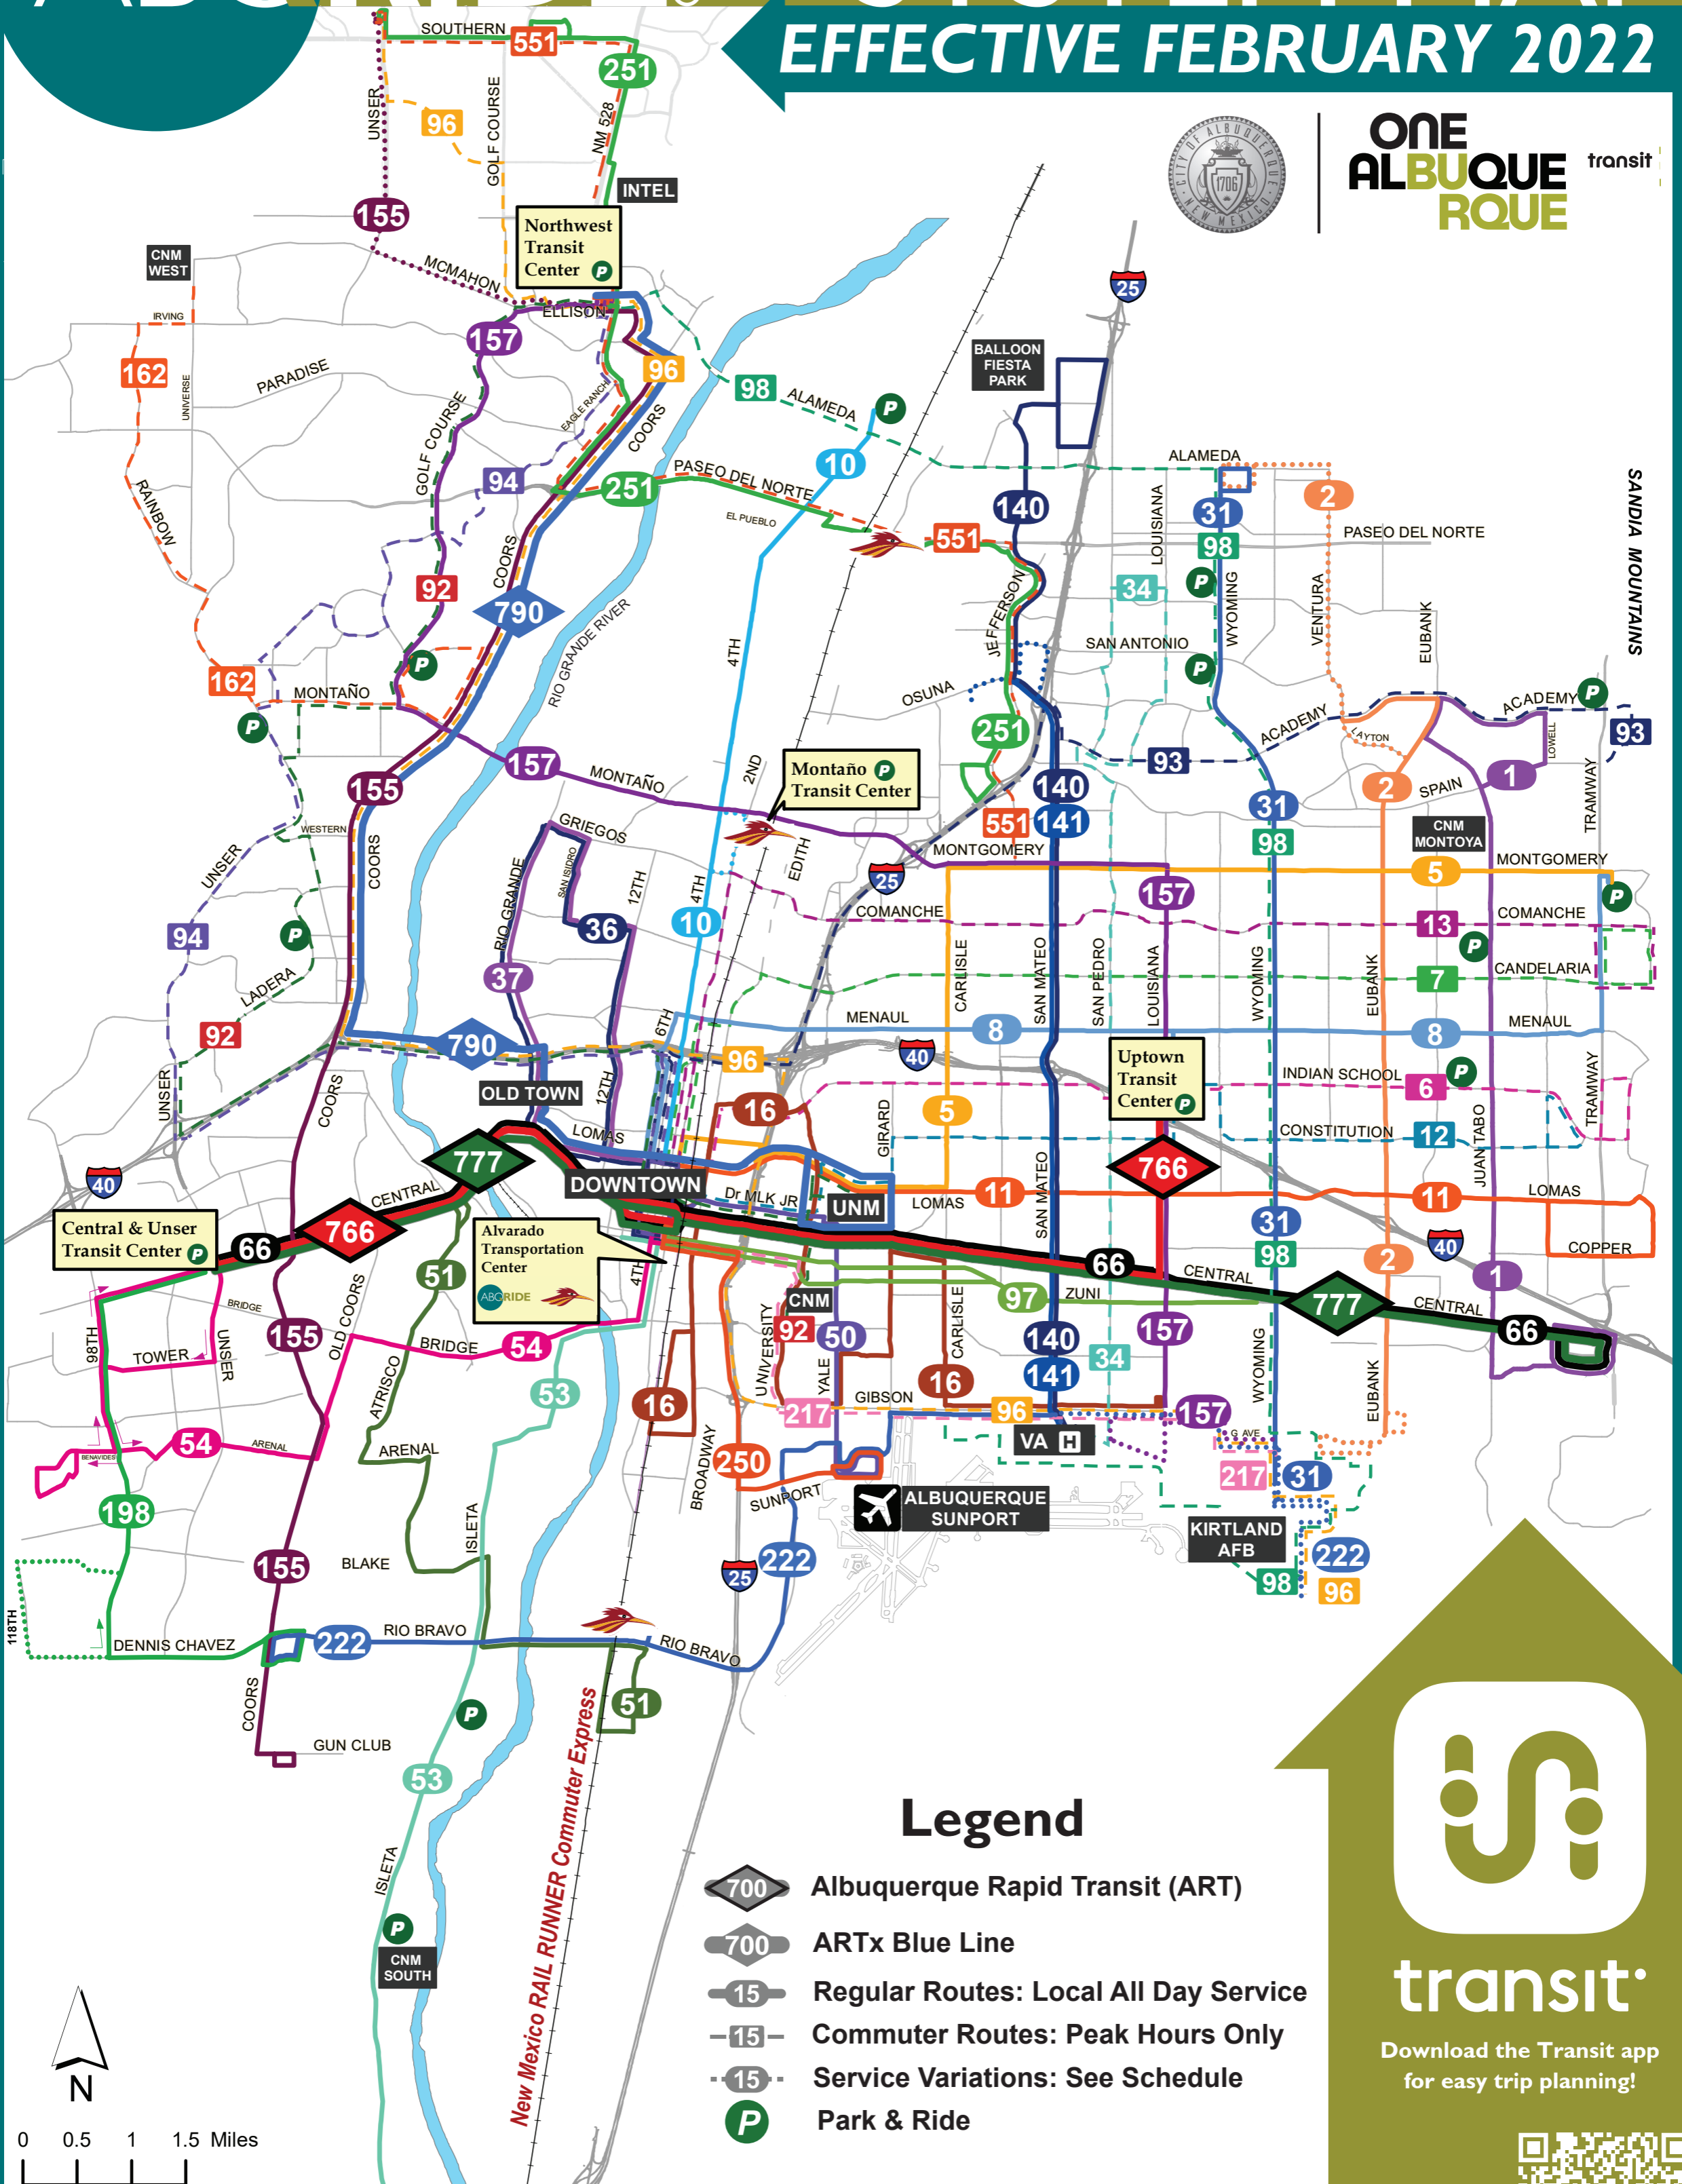 EFFECTIVE FEBRUARY 2022
CITY OF ALBUQUERQUE
1706
NEW MEXICO
ONE
ALBUQUE
RQUE
transit
SOUTHERN
551
251
UNSER
96
GOLF COURSE
NM 528
INTEL
155
Northwest
Transit
Center P
CNM
WEST
MCMAHON
25
IRVING
ELLISON
157
162
UNIVERSE
PARADISE
96
BALLOON
FIESTA
PARK
98
ALAMEDA
P
EAGLE RANCH
COORS
GOLF COURSE
10
ALAMEDA
94
251
PASEO DEL NORTE
RAINBOW
EL PUEBLO
140
LOUISIANA
31
2
SANDIA MOUNTAINS
551
98
PASEO DEL NORTE
COORS
92
790
RIO GRANDE RIVER
JEFFERSON
34
P
WYOMING
VENTURA
EUBANK
4TH
SAN ANTONIO
P
P
162
MONTAÑO
P
OSUNA
ACADEMY
P
ACADEMY
LAYTON
LOWELL
93
251
93
157
MONTAÑO
2ND
Montaño P
Transit Center
155
140
1
2
SPAIN
TRAMWAY
31
WESTERN
GRIEGOS
551
141
98
CNM
MONTOYA
MONTGOMERY
MONTGOMERY
5
UNSER
COORS
SAN ISIDRO
RIO GRANDE
12TH
4TH
EDITH
25
157
P
36
10
COMANCHE
13
COMANCHE
94
P
P
37
CARLISLE
SAN MATEO
SAN PEDRO
LOUISIANA
WYOMING
EUBANK
7
CANDELARIA
LADERA
92
6TH
MENAUL
8
8
MENAUL
790
96
40
Uptown
Transit
Center P
INDIAN SCHOOL
6
P
OLD TOWN
12TH
UNSER
COORS
16
GIRARD
5
CONSTITUTION
12
JUAN TABO
TRAMWAY
LOMAS
777
40
DOWNTOWN
SAN MATEO
766
CENTRAL
Dr MLK JR
UNM
LOMAS
11
11
LOMAS
Central & Unser
Transit Center P
66
766
Alvarado
Transportation
Center
ABQRIDE
31
98
40
COPPER
51
4TH
66
CENTRAL
2
1
97
ZUNI
777
CENTRAL
66
BRIDGE
OLD COORS
CNM
98TH
TOWER
UNSER
155
BRIDGE
54
UNIVERSITY
92
50
YALE
CARLISLE
140
157
34
WYOMING
EUBANK
ATRISCO
53
16
16
141
GIBSON
217
96
157
54
ARENAL
ARENAL
BENAVIDES
BROADWAY
250
VA H
G AVE
217
31
198
SUNPORT
ALBUQUERQUE
SUNPORT
KIRTLAND
AFB
ISLETA
155
BLAKE
25
222
222
98
96
118TH
DENNIS CHAVEZ
222
RIO BRAVO
RIO BRAVO
COORS
51
P
GUN CLUB
53
New Mexico RAIL RUNNER Commuter Express
ISLETA
P
CNM
SOUTH
Legend
700 Albuquerque Rapid Transit (ART)
700 ARTx Blue Line
15 Regular Routes: Local All Day Service
15 Commuter Routes: Peak Hours Only
15 Service Variations: See Schedule
P Park & Ride
N
0 0.5 1 1.5 Miles
transit
Download the Transit app
for easy trip planning!